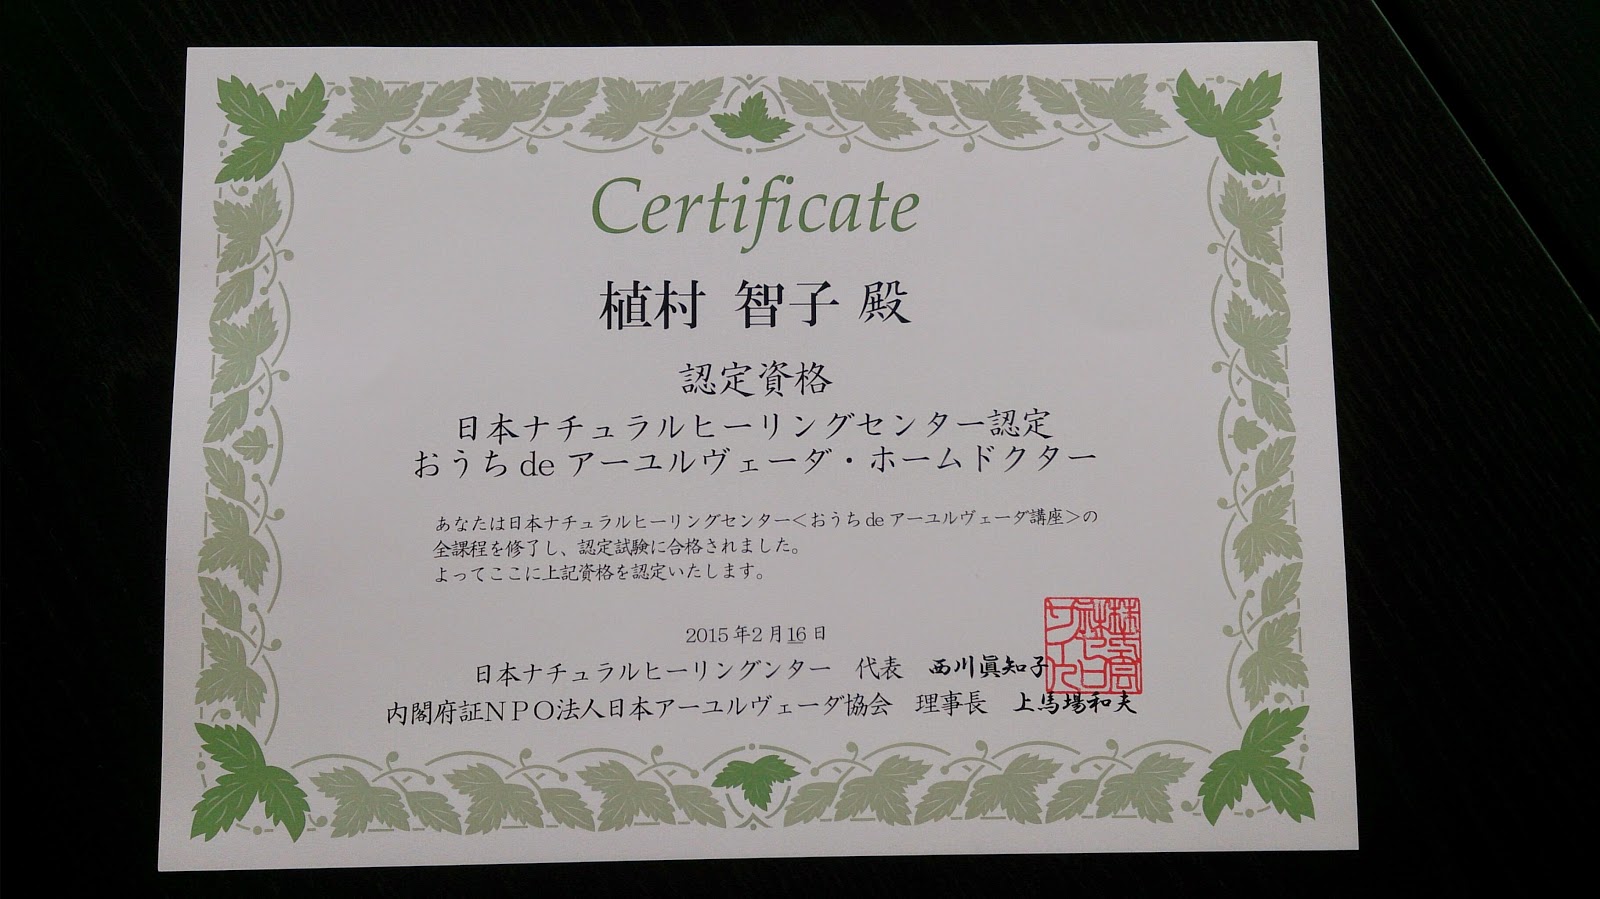 Certificate
植村 智子 殿
認定資格
日本ナチュラルヒーリングセンター認定
おうち de アーユルヴェーダ・ホームドクター
あなたは日本ナチュラルヒーリングセンター＜おうち de アーユルヴェーダ講座＞の
全課程を修了し、認定試験に合格されました。
よってここに上記資格を認定いたします。
2015年2月16日
日本ナチュラルヒーリングンター 代表 西川眞知子
内閣府証ＮＰＯ法人日本アーユルヴェーダ協会 理事長 上馬場和夫